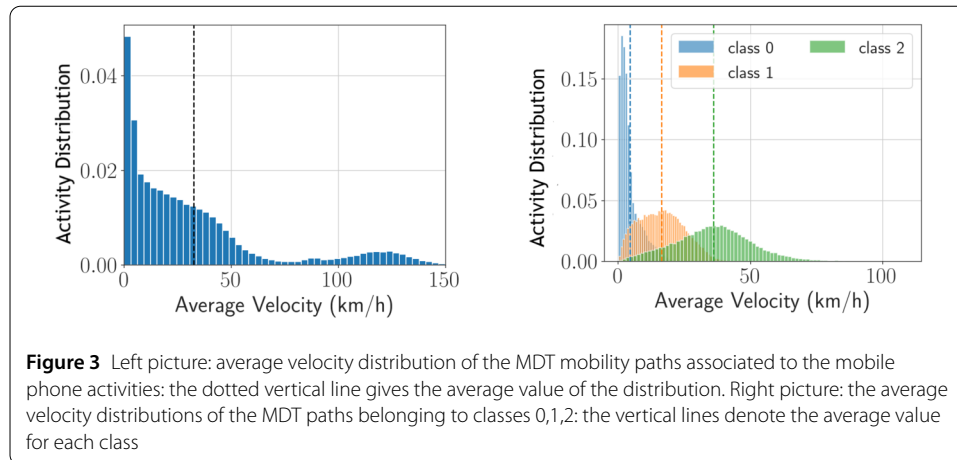 Activity Distribution
0.04
0.02
0.00
0
50
100
150
Average Velocity (km/h)
Activity Distribution
0.15
0.10
0.05
0.00
0
50
100
Average Velocity (km/h)
class 0
class 1
class 2
Figure 3 Left picture: average velocity distribution of the MDT mobility paths associated to the mobile
phone activities: the dotted vertical line gives the average value of the distribution. Right picture: the average
velocity distributions of the MDT paths belonging to classes 0,1,2: the vertical lines denote the average value
for each class